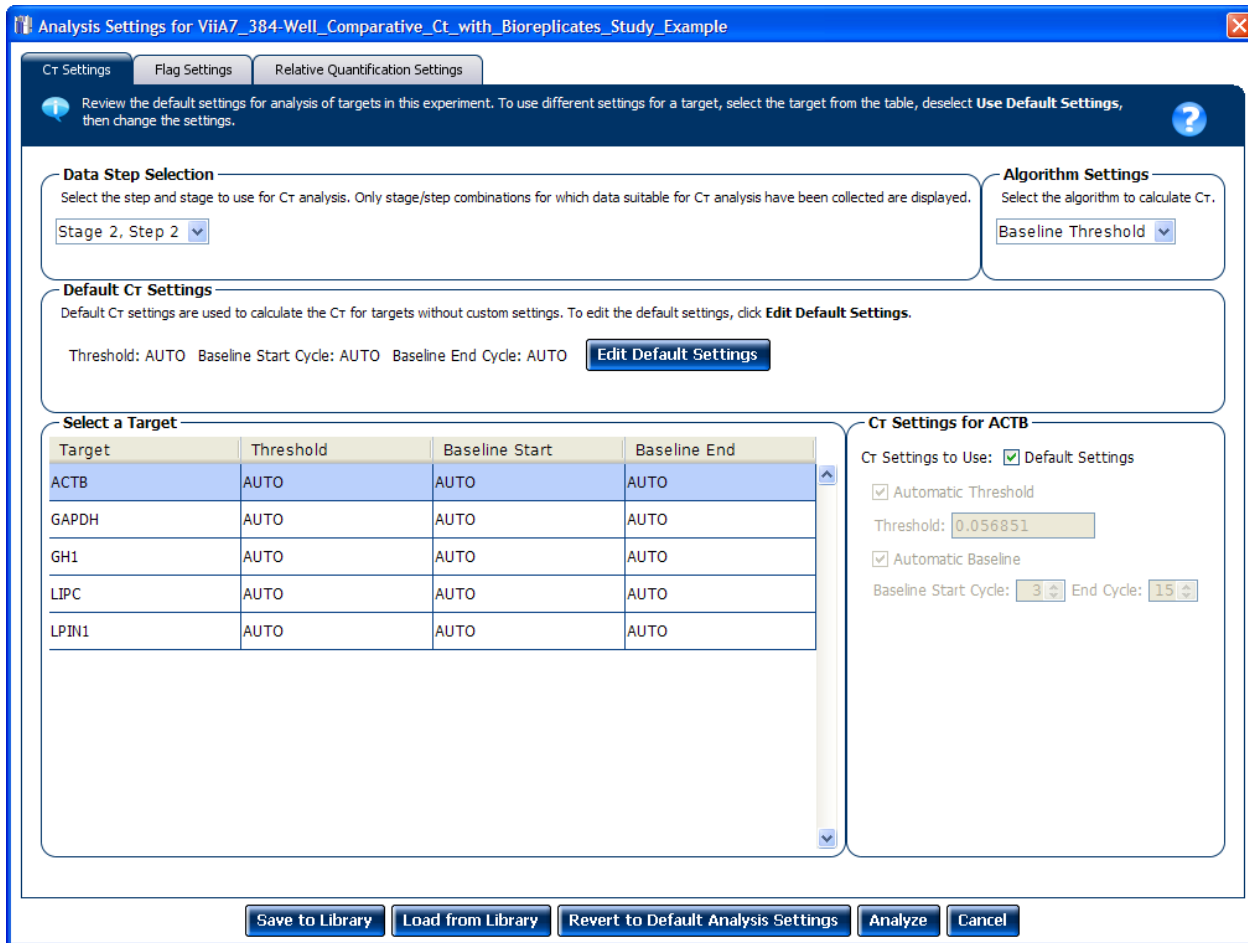 Analysis Settings for ViiA7_384-Well_Comparative_Ct_with_Bioreplicates_Study_Example
Cт Settings Flag Settings Relative Quantification Settings
Review the default settings for analysis of targets in this experiment. To use different settings for a target, select the target from the table, deselect Use Default Settings,
then change the settings.
?
Data Step Selection
Select the step and stage to use for Cт analysis. Only stage/step combinations for which data suitable for Cт analysis have been collected are displayed.
Stage 2, Step 2
Algorithm Settings
Select the algorithm to calculate Cт.
Baseline Threshold
Default Cт Settings
Default Cт settings are used to calculate the Cт for targets without custom settings. To edit the default settings, click Edit Default Settings.
Threshold: AUTO Baseline Start Cycle: AUTO Baseline End Cycle: AUTO Edit Default Settings
Select a Target
Target Threshold Baseline Start Baseline End
ACTB AUTO AUTO AUTO
GAPDH AUTO AUTO AUTO
GH1 AUTO AUTO AUTO
LIPC AUTO AUTO AUTO
LPIN1 AUTO AUTO AUTO
Cт Settings for ACTB
Cт Settings to Use: Default Settings
Automatic Threshold
Threshold: 0.056851
Automatic Baseline
Baseline Start Cycle: 3 End Cycle: 15
Save to Library Load from Library Revert to Default Analysis Settings Analyze Cancel